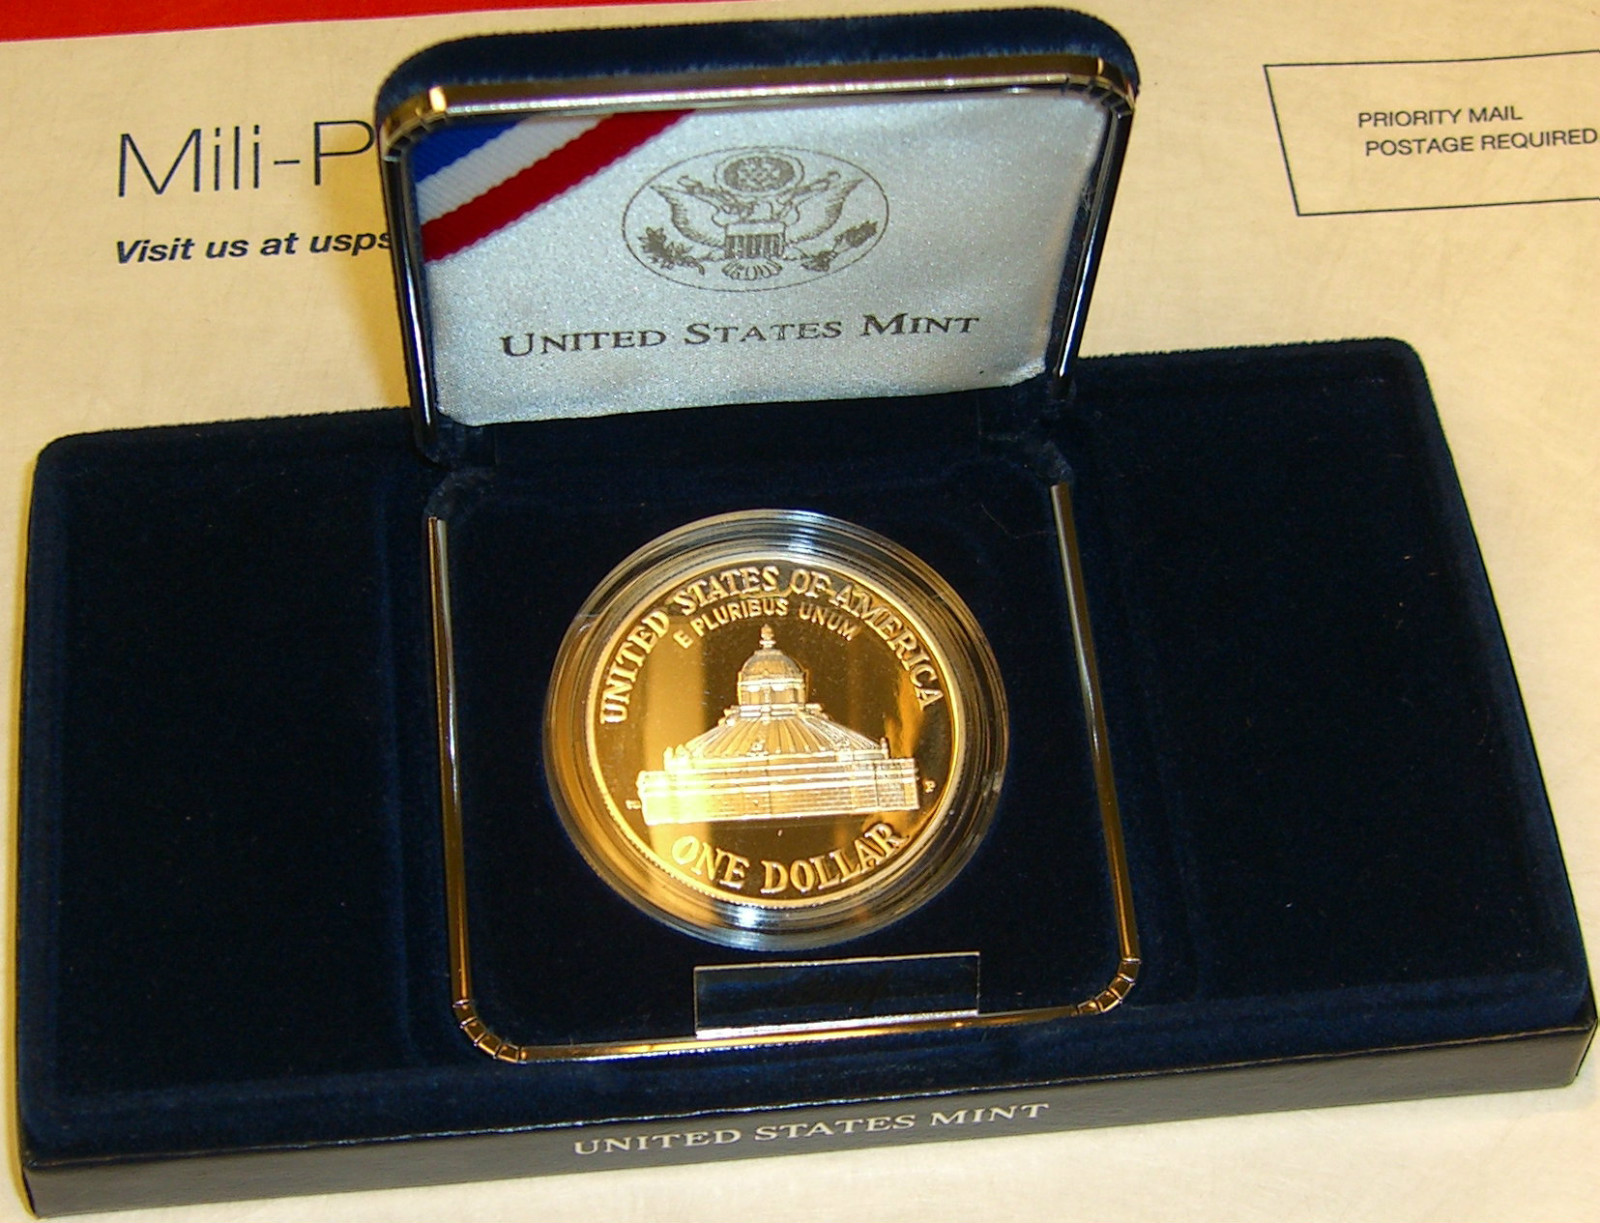 Mili-P
Visit us at usps
PRIORITY MAIL
POSTAGE REQUIRED
UNITED STATES MINT
UNITED STATES OF AMERICA
E PLURIBUS UNUM
ONE DOLLAR
UNITED STATES MINT